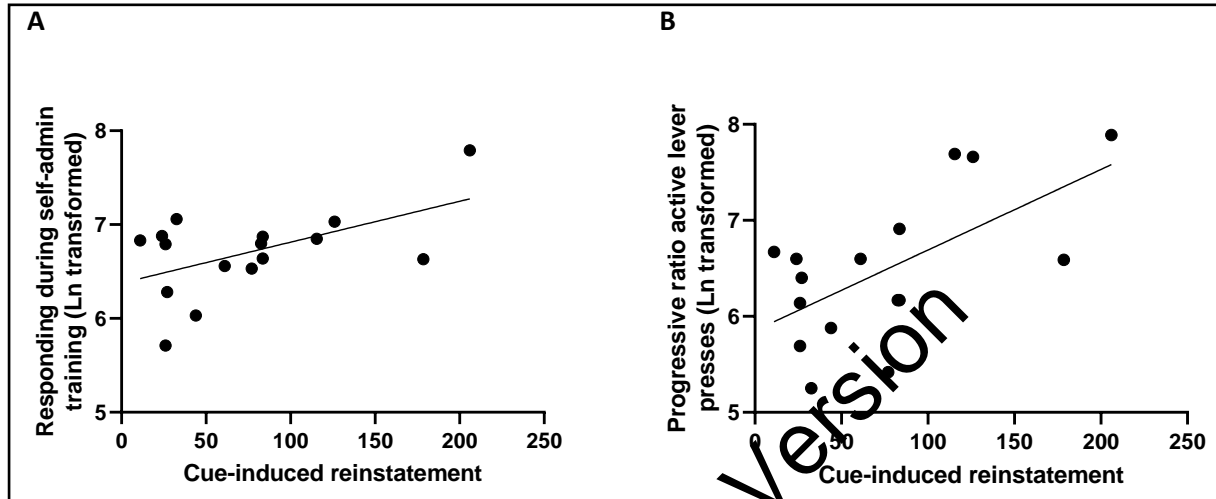 A
B
Responding during self-admin
training (Ln transformed)
8
7
6
5
0
50
100
150
200
250
Cue-induced reinstatement
Progressive ratio active lever
presses (Ln transformed)
8
7
6
5
0
50
100
150
200
250
Cue-induced reinstatement
Version